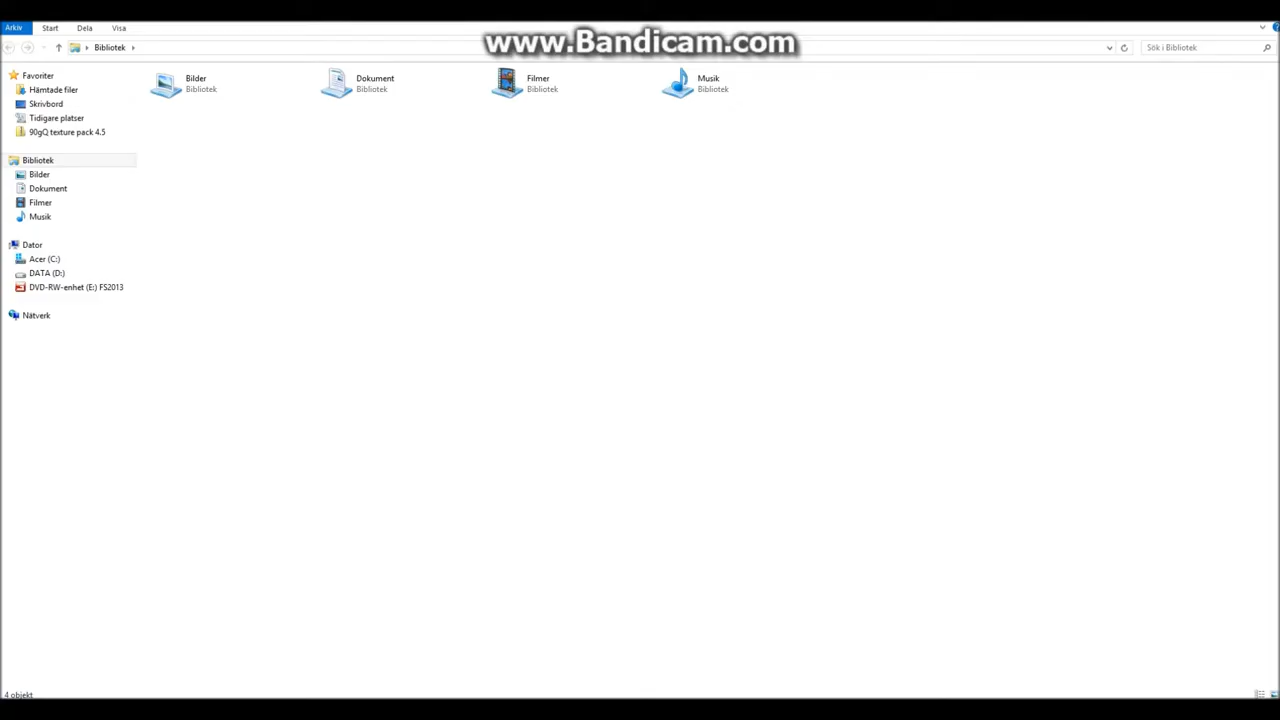 www.Bandicam.com
Arkiv Start Dela Visa
Bibliotek
Sök i Bibliotek
Favoriter
Hämtade filer
Skrivbord
Tidigare platser
90gQ texture pack 4.5
Bibliotek
Bilder
Dokument
Filmer
Musik
Dator
Acer (C:)
DATA (D:)
DVD-RW-enhet (E:) FS2013
Nätverk
Bilder
Bibliotek
Dokument
Bibliotek
Filmer
Bibliotek
Musik
Bibliotek
4 objekt